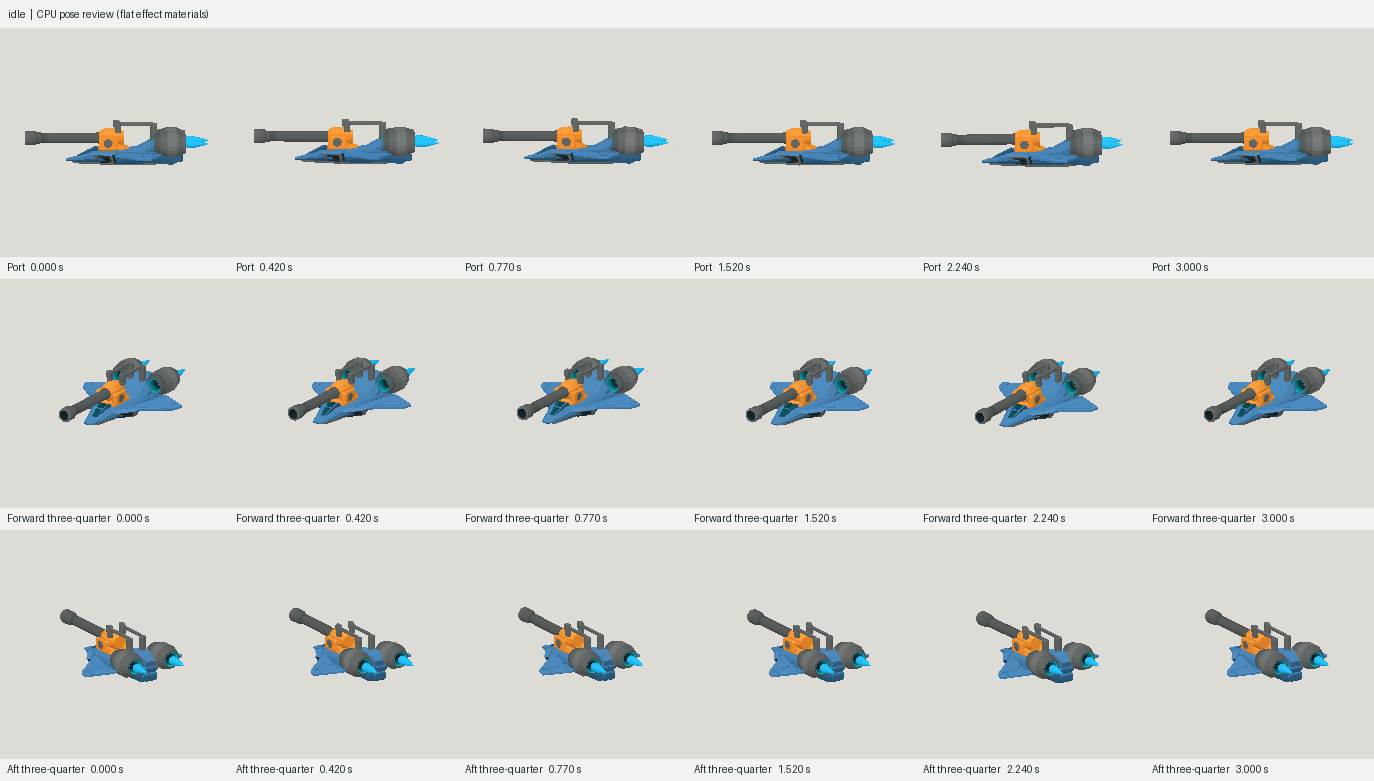 idle | CPU pose review (flat effect materials)
Port 0.000 s
Port 0.420 s
Port 0.770 s
Port 1.520 s
Port 2.240 s
Port 3.000 s
Forward three-quarter 0.000 s
Forward three-quarter 0.420 s
Forward three-quarter 0.770 s
Forward three-quarter 1.520 s
Forward three-quarter 2.240 s
Forward three-quarter 3.000 s
Aft three-quarter 0.000 s
Aft three-quarter 0.420 s
Aft three-quarter 0.770 s
Aft three-quarter 1.520 s
Aft three-quarter 2.240 s
Aft three-quarter 3.000 s